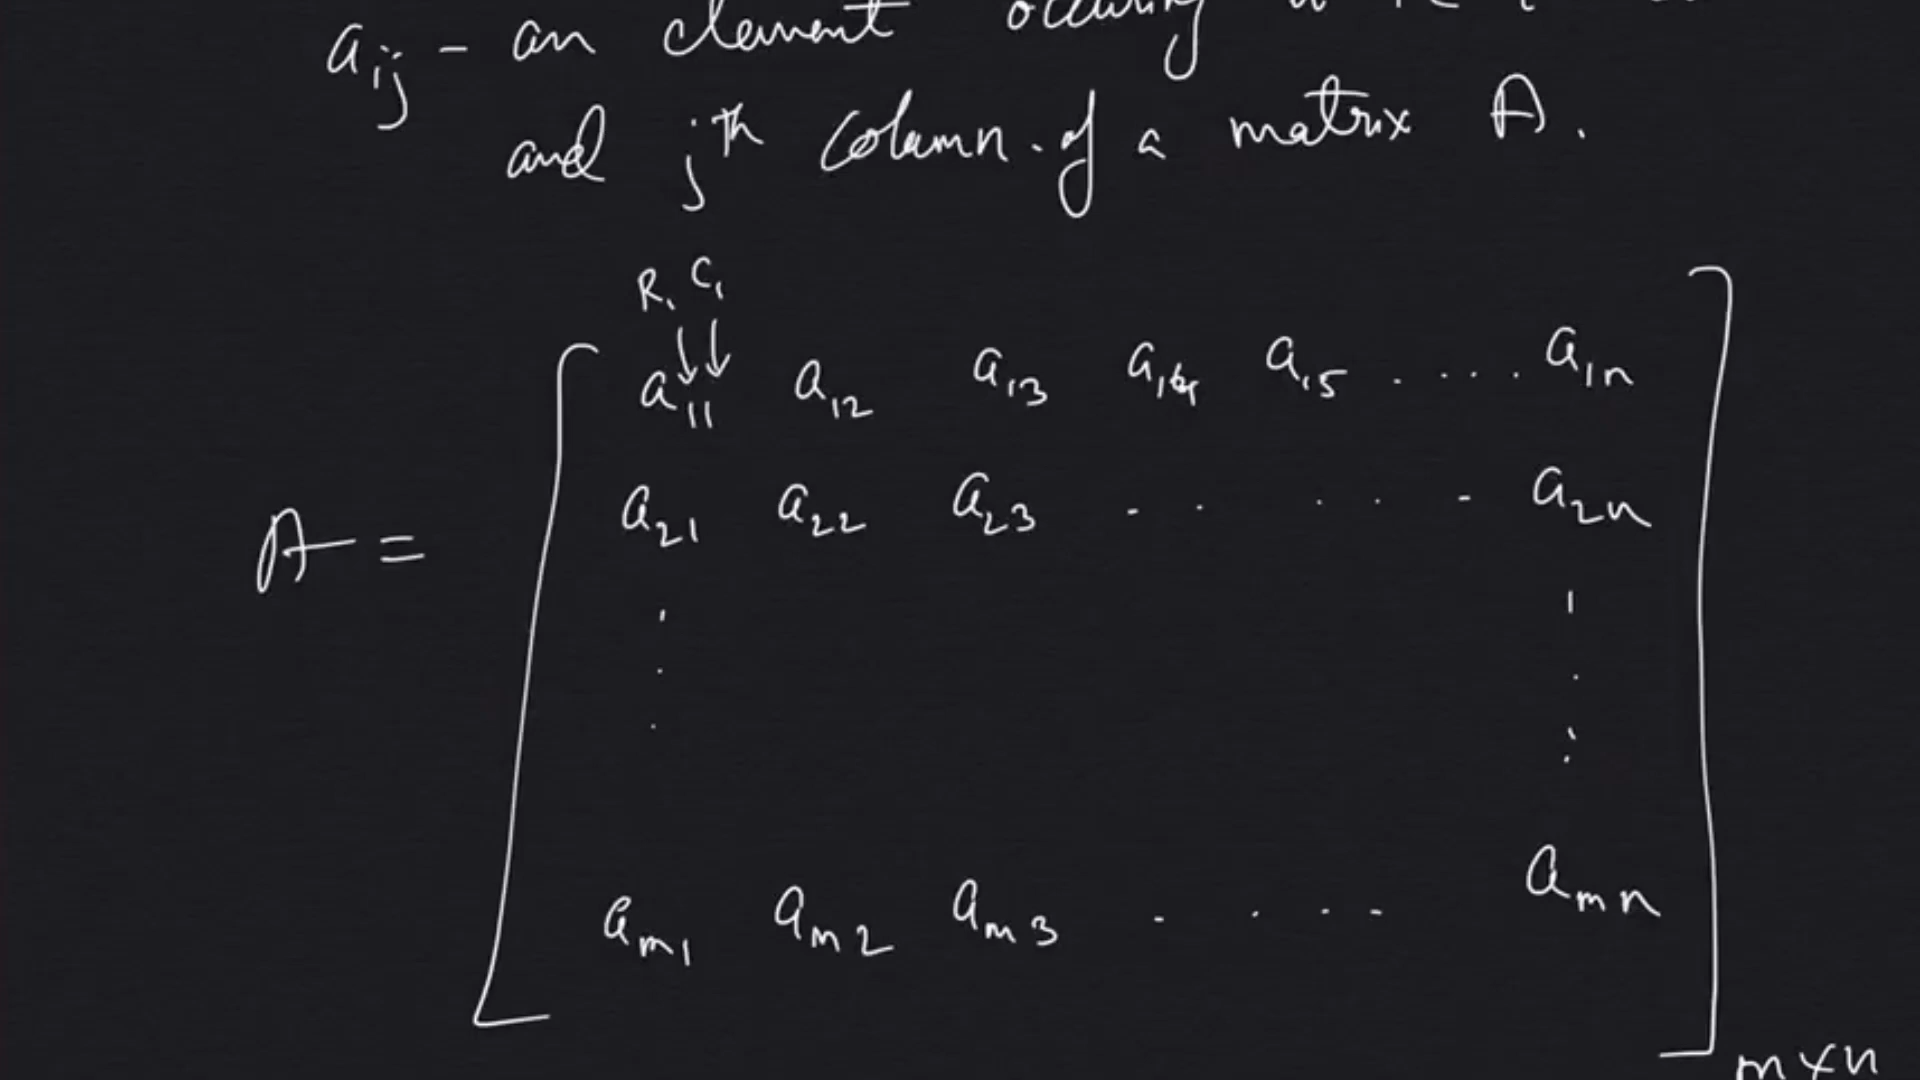 aij - an element occuring
and jth column of a matrix A.
R1 C1
a11 a12 a13 a14 a15 ..... a1n
A = a21 a22 a23 . . . . - a2n
am1 am2 am3 . . . . amn
m×n